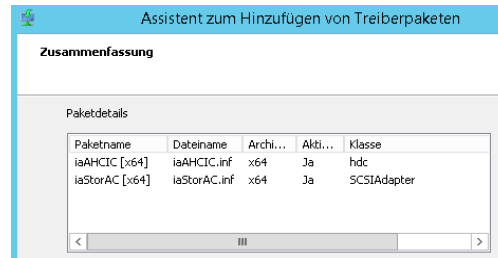 Assistent zum Hinzufügen von Treiberpaketen
Zusammenfassung
Paketdetails
Paketname Dateiname Archi... Akti... Klasse
iaAHCIC [x64] iaAHCIC.inf x64 Ja hdc
iaStorAC [x64] iaStorAC.inf x64 Ja SCSIAdapter